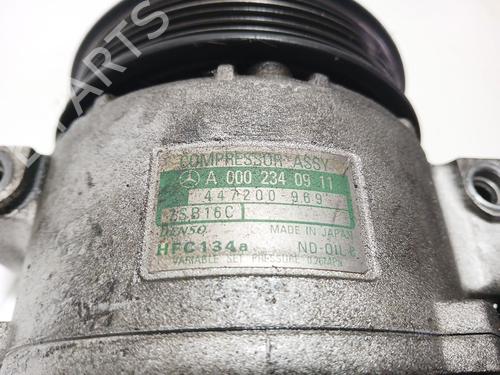 COMPRESSOR ASSY
A 000 234 09 11
447200-969
7SB16C
DENSO MADE IN JAPAN
HFC134a ND-OIL 8
VARIABLE SET PRESSURE